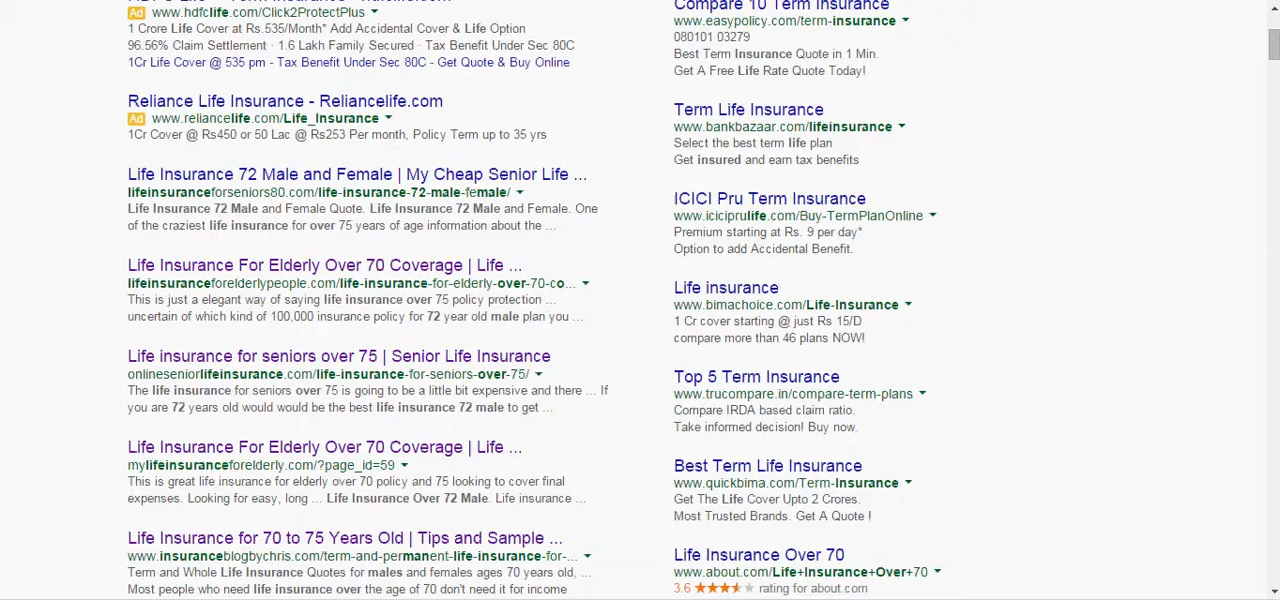 Ad www.hdfclife.com/Click2ProtectPlus
1 Crore Life Cover at Rs.535/Month* Add Accidental Cover & Life Option
96.56% Claim Settlement · 1.6 Lakh Family Secured · Tax Benefit Under Sec 80C
1Cr Life Cover @ 535 pm - Tax Benefit Under Sec 80C - Get Quote & Buy Online
Reliance Life Insurance - Reliancelife.com
Ad www.reliancelife.com/Life_Insurance
1Cr Cover @ Rs450 or 50 Lac @ Rs253 Per month, Policy Term up to 35 yrs
Life Insurance 72 Male and Female | My Cheap Senior Life ...
lifeinsuranceforseniors80.com/life-insurance-72-male-female/
Life Insurance 72 Male and Female Quote. Life Insurance 72 Male and Female. One
of the craziest life insurance for over 75 years of age information about the ...
Life Insurance For Elderly Over 70 Coverage | Life ...
lifeinsuranceforelderlypeople.com/life-insurance-for-elderly-over-70-co...
This is just a elegant way of saying life insurance over 75 policy protection ...
uncertain of which kind of 100,000 insurance policy for 72 year old male plan you ...
Life insurance for seniors over 75 | Senior Life Insurance
onlineseniorlifeinsurance.com/life-insurance-for-seniors-over-75/
The life insurance for seniors over 75 is going to be a little bit expensive and there ... If
you are 72 years old would would be the best life insurance 72 male to get ...
Life Insurance For Elderly Over 70 Coverage | Life ...
mylifeinsuranceforelderly.com/?page_id=59
This is great life insurance for elderly over 70 policy and 75 looking to cover final
expenses. Looking for easy, long ... Life Insurance Over 72 Male. Life insurance ...
Life Insurance for 70 to 75 Years Old | Tips and Sample ...
www.insuranceblogbychris.com/term-and-permanent-life-insurance-for-...
Term and Whole Life Insurance Quotes for males and females ages 70 years old, ...
Most people who need life insurance over the age of 70 don't need it for income
Compare 10 Term Insurance
www.easypolicy.com/term-insurance
080101 03279
Best Term Insurance Quote in 1 Min.
Get A Free Life Rate Quote Today!
Term Life Insurance
www.bankbazaar.com/lifeinsurance
Select the best term life plan
Get insured and earn tax benefits
ICICI Pru Term Insurance
www.iciciprulife.com/Buy-TermPlanOnline
Premium starting at Rs. 9 per day*
Option to add Accidental Benefit.
Life insurance
www.bimachoice.com/Life-Insurance
1 Cr cover starting @ just Rs 15/D
compare more than 46 plans NOW!
Top 5 Term Insurance
www.trucompare.in/compare-term-plans
Compare IRDA based claim ratio.
Take informed decision! Buy now.
Best Term Life Insurance
www.quickbima.com/Term-Insurance
Get The Life Cover Upto 2 Crores.
Most Trusted Brands. Get A Quote !
Life Insurance Over 70
www.about.com/Life+Insurance+Over+70
3.6 rating for about.com